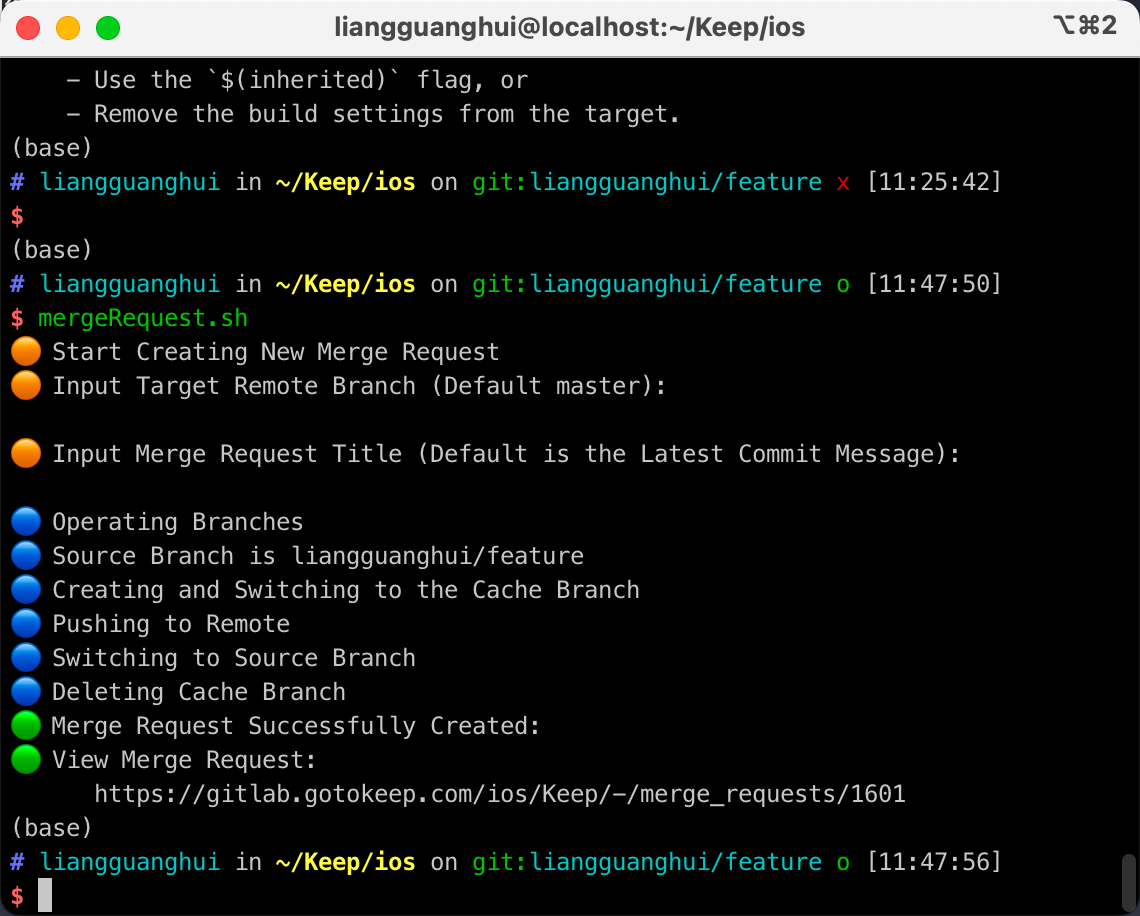 liangguanghui@localhost:~/Keep/ios
⌥⌘2
– Use the `$(inherited)` flag, or
– Remove the build settings from the target.
(base)
# liangguanghui in ~/Keep/ios on git:liangguanghui/feature x [11:25:42]
$
(base)
# liangguanghui in ~/Keep/ios on git:liangguanghui/feature o [11:47:50]
$ mergeRequest.sh
🟠 Start Creating New Merge Request
🟠 Input Target Remote Branch (Default master):
🟠 Input Merge Request Title (Default is the Latest Commit Message):
🔵 Operating Branches
🔵 Source Branch is liangguanghui/feature
🔵 Creating and Switching to the Cache Branch
🔵 Pushing to Remote
🔵 Switching to Source Branch
🔵 Deleting Cache Branch
🟢 Merge Request Successfully Created:
🟢 View Merge Request:
https://gitlab.gotokeep.com/ios/Keep/-/merge_requests/1601
(base)
# liangguanghui in ~/Keep/ios on git:liangguanghui/feature o [11:47:56]
$